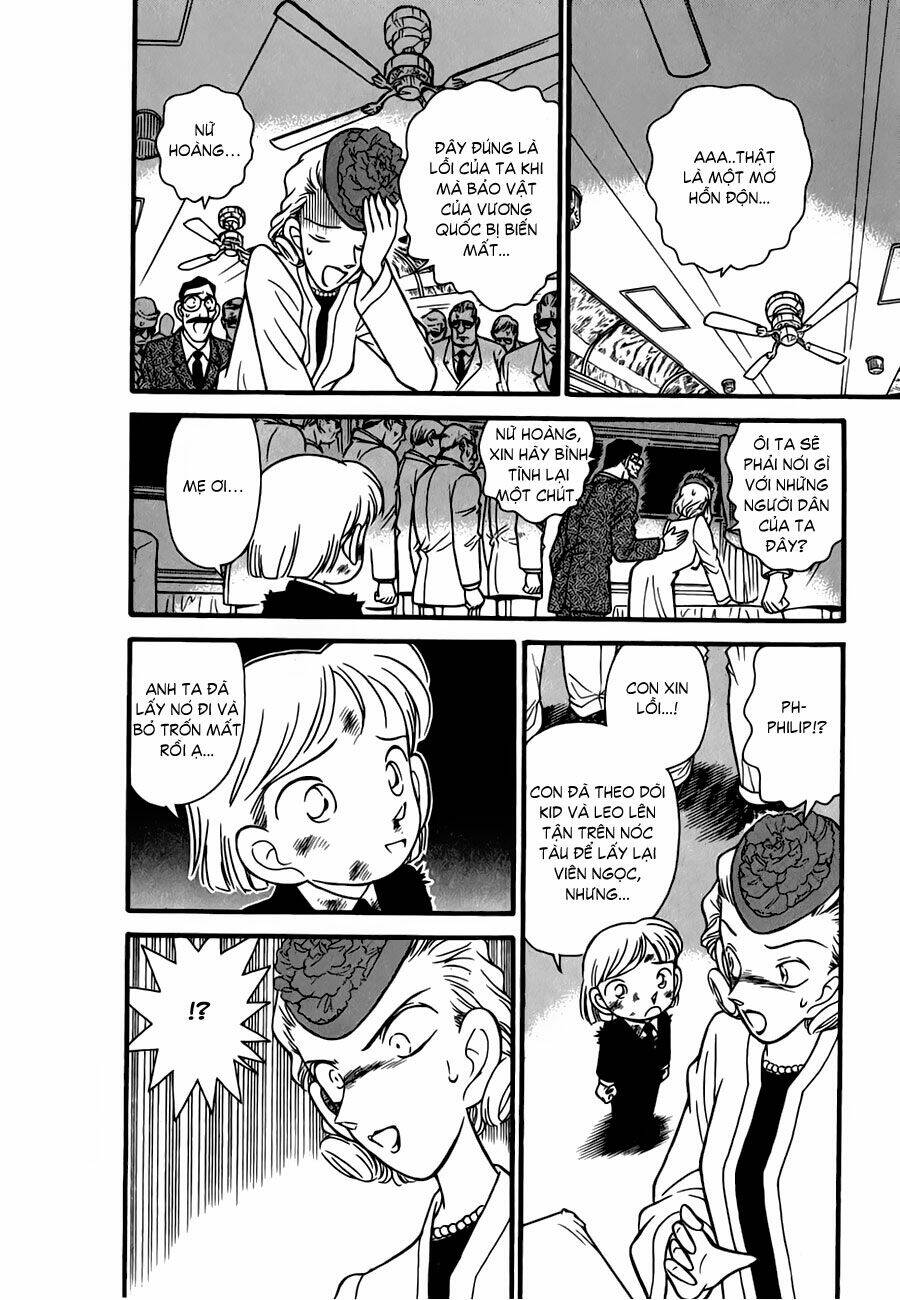 AAA..THẬT
LÀ MỘT MỚ
HỖN ĐỘN...
ĐÂY ĐÚNG LÀ
LỖI CỦA TA KHI
MÀ BẢO VẬT
CỦA VƯƠNG
QUỐC BỊ BIẾN
MẤT...
NỮ
HOÀNG...
ÔI TA SẼ
PHẢI NÓI GÌ
VỚI NHỮNG
NGƯỜI DÂN
CỦA TA
ĐÂY?
NỮ HOÀNG,
XIN HÃY BÌNH
TĨNH LẠI
MỘT CHÚT.
MẸ ƠI...
PH-
PHILIP!?
CON XIN
LỖI...!
CON ĐÃ THEO DÕI
KID VÀ LEO LÊN
TẬN TRÊN NÓC
TÀU ĐỂ LẤY LẠI
VIÊN NGỌC,
NHƯNG...
ANH TA ĐÃ
LẤY NÓ ĐI VÀ
BỎ TRỐN MẤT
RỒI Ạ...
!?